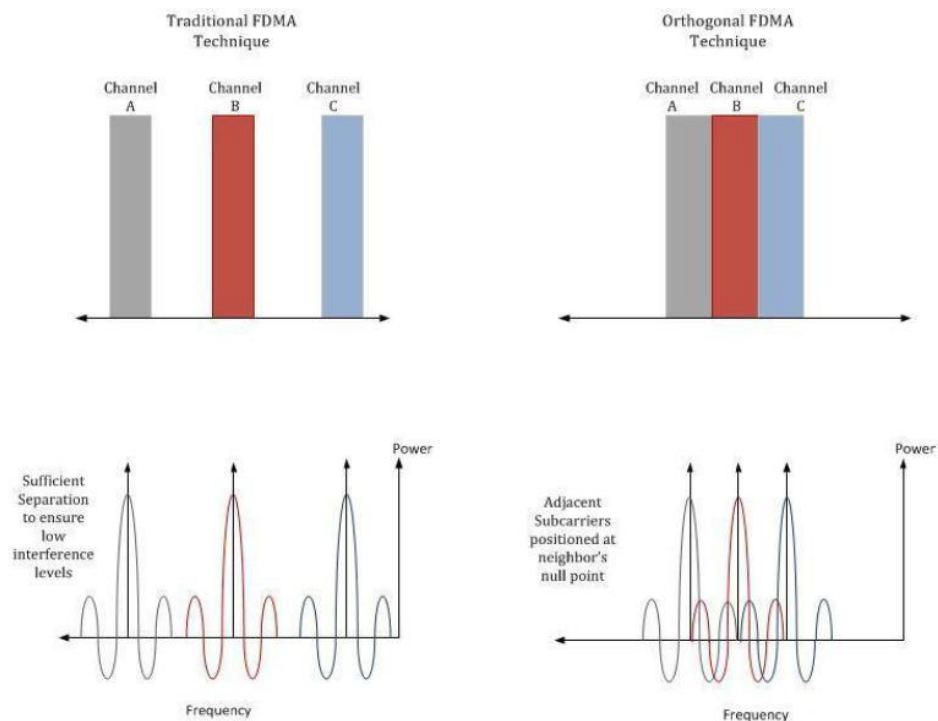 Traditional FDMA
Technique
Channel
A
Channel
B
Channel
C
Orthogonal FDMA
Technique
Channel
A
Channel
B
Channel
C
Power
Sufficient
Separation
to ensure
low
interference
levels
Frequency
Power
Adjacent
Subcarriers
positioned at
neighbor's
null point
Frequency